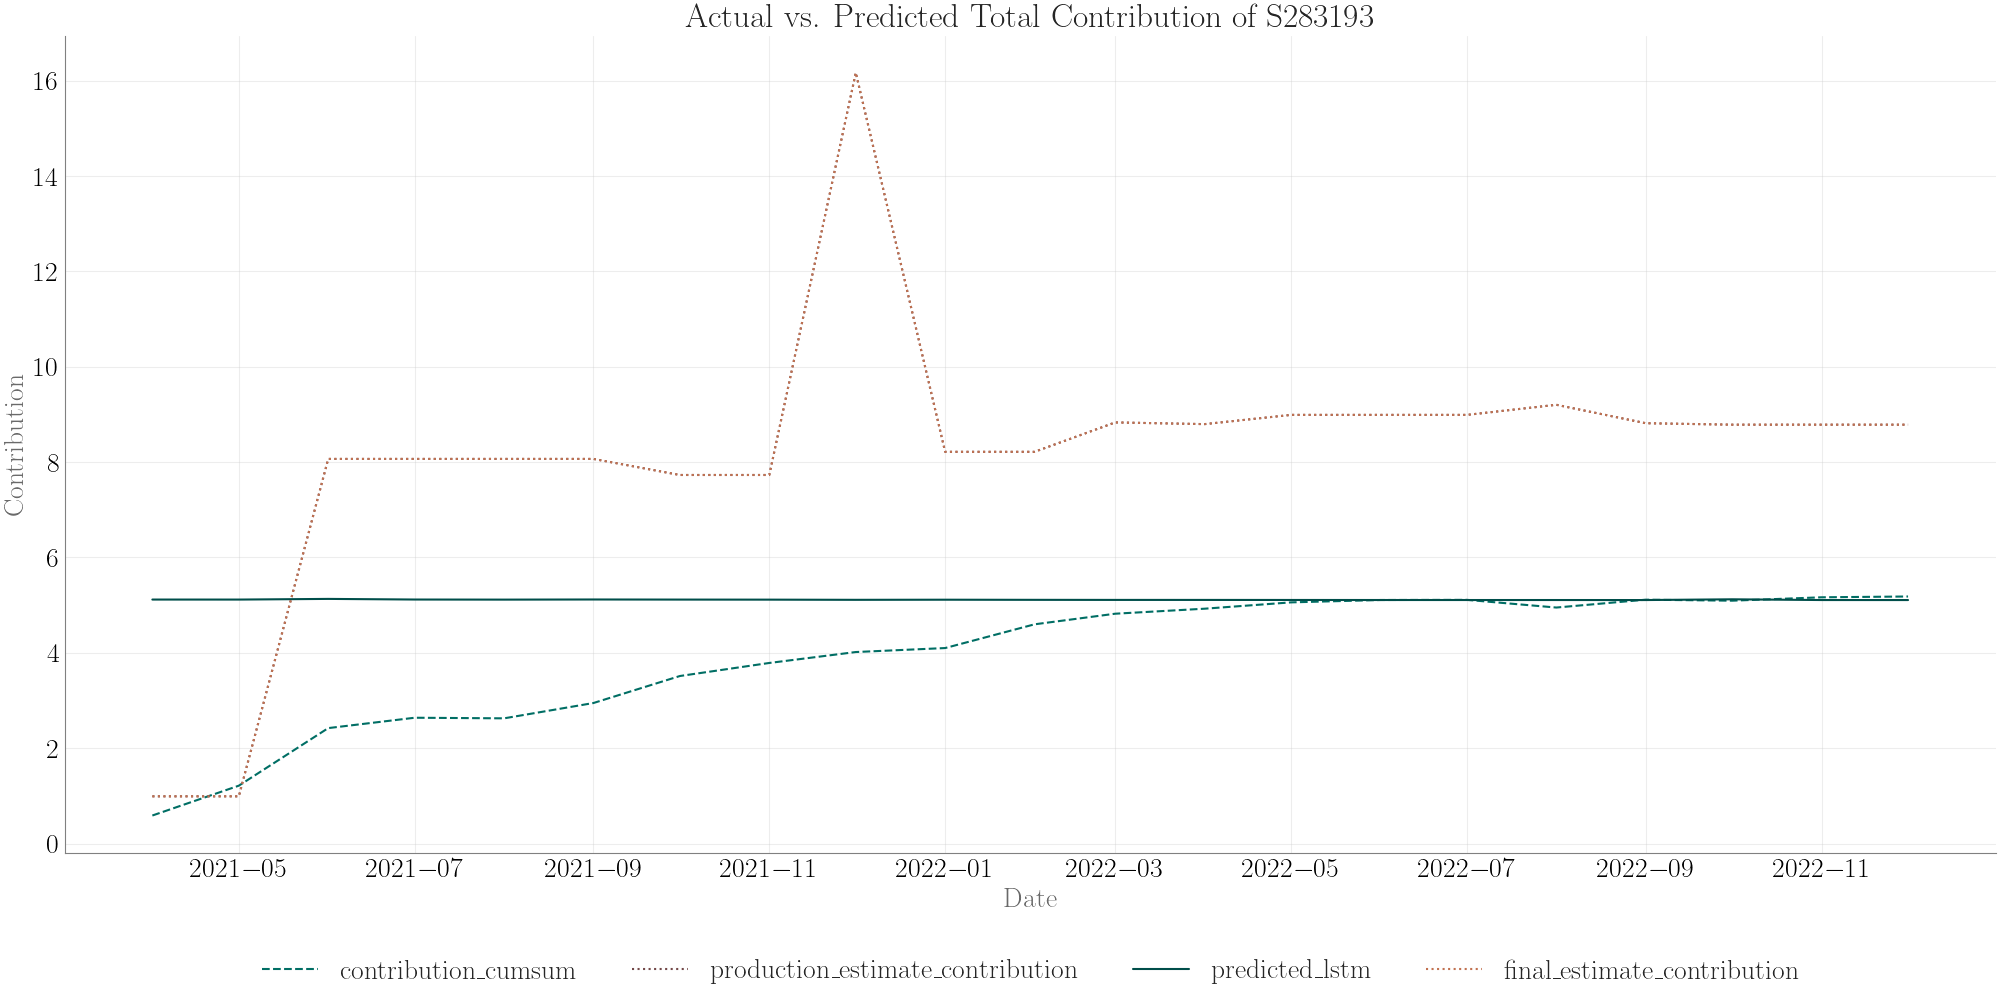 Actual vs. Predicted Total Contribution of S283193
16
14
12
10
8
6
4
2
0
Contribution
2021–05 2021–07 2021–09 2021–11 2022–01 2022–03 2022–05 2022–07 2022–09 2022–11
Date
contribution_cumsum production_estimate_contribution predicted_lstm final_estimate_contribution